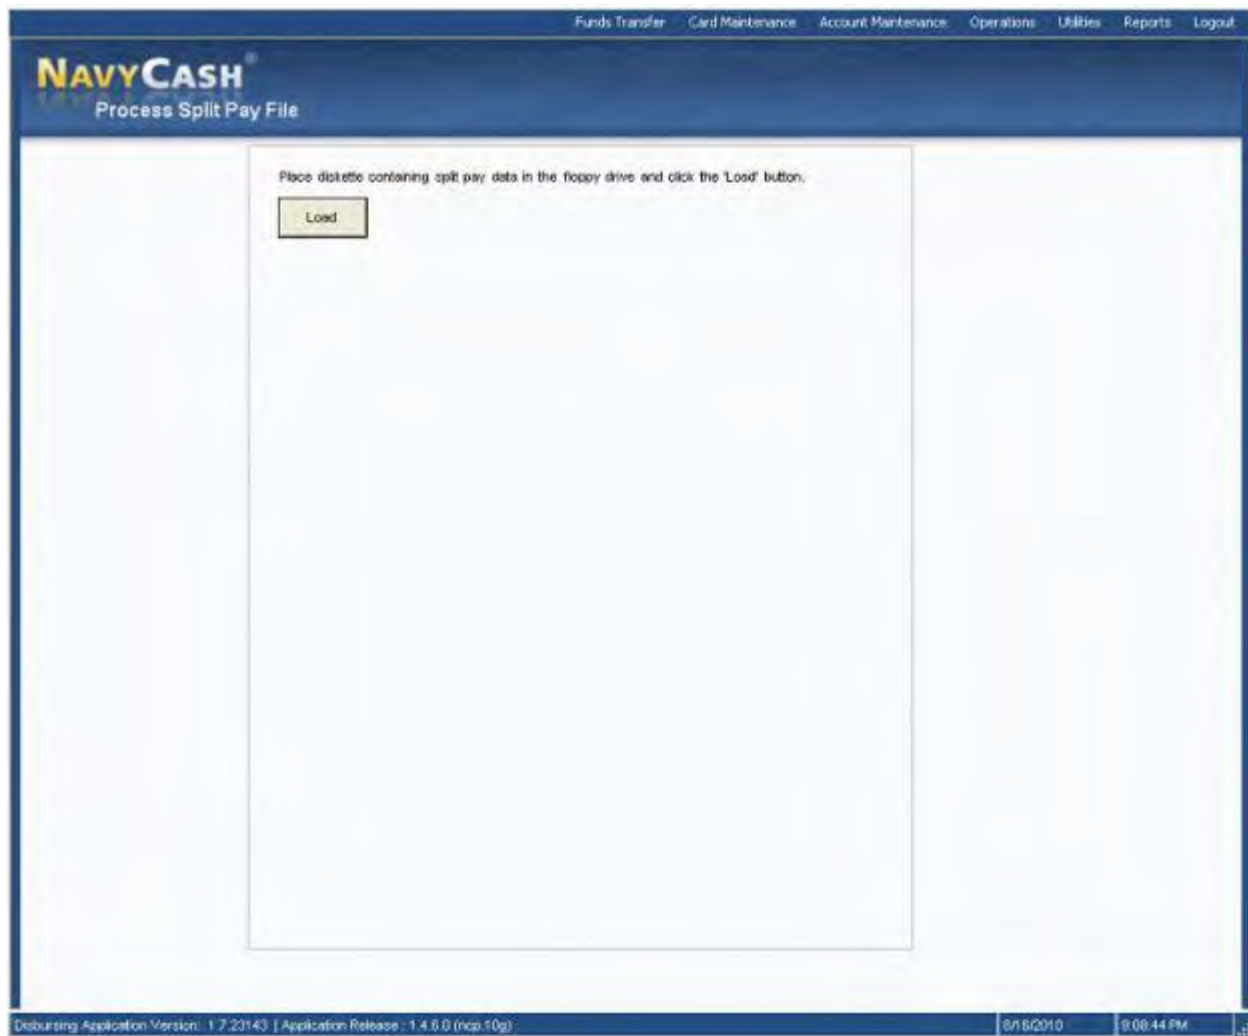 Funds Transfer Card Maintenance Account Maintenance Operations Utilities Reports Logout
NAVYCASH®
Process Split Pay File
Place diskette containing split pay data in the floppy drive and click the 'Load' button.
Load
Disbursing Application Version: 1.7.23143 | Application Release : 1.4.6.0 (ncp.10g) 8/16/2010 9:08:44 PM